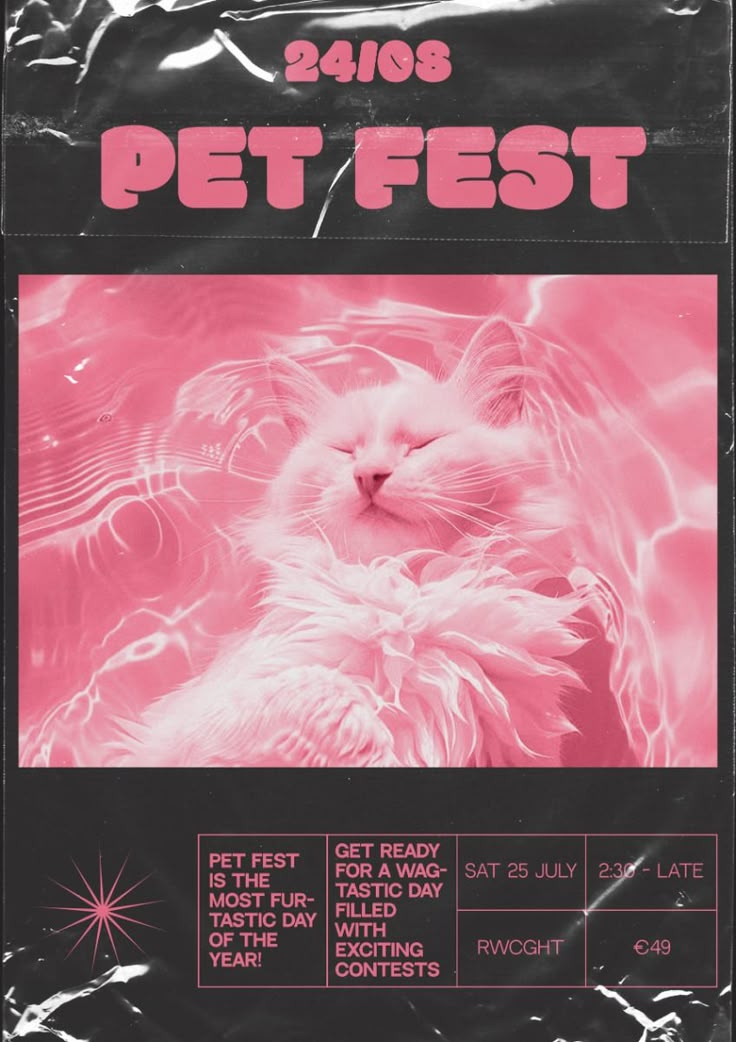 24/08
PET FEST
PET FEST
IS THE
MOST FUR-
TASTIC DAY
OF THE
YEAR!
GET READY
FOR A WAG-
TASTIC DAY
FILLED
WITH
EXCITING
CONTESTS
SAT 25 JULY
2:30 - LATE
RWCGHT
€49